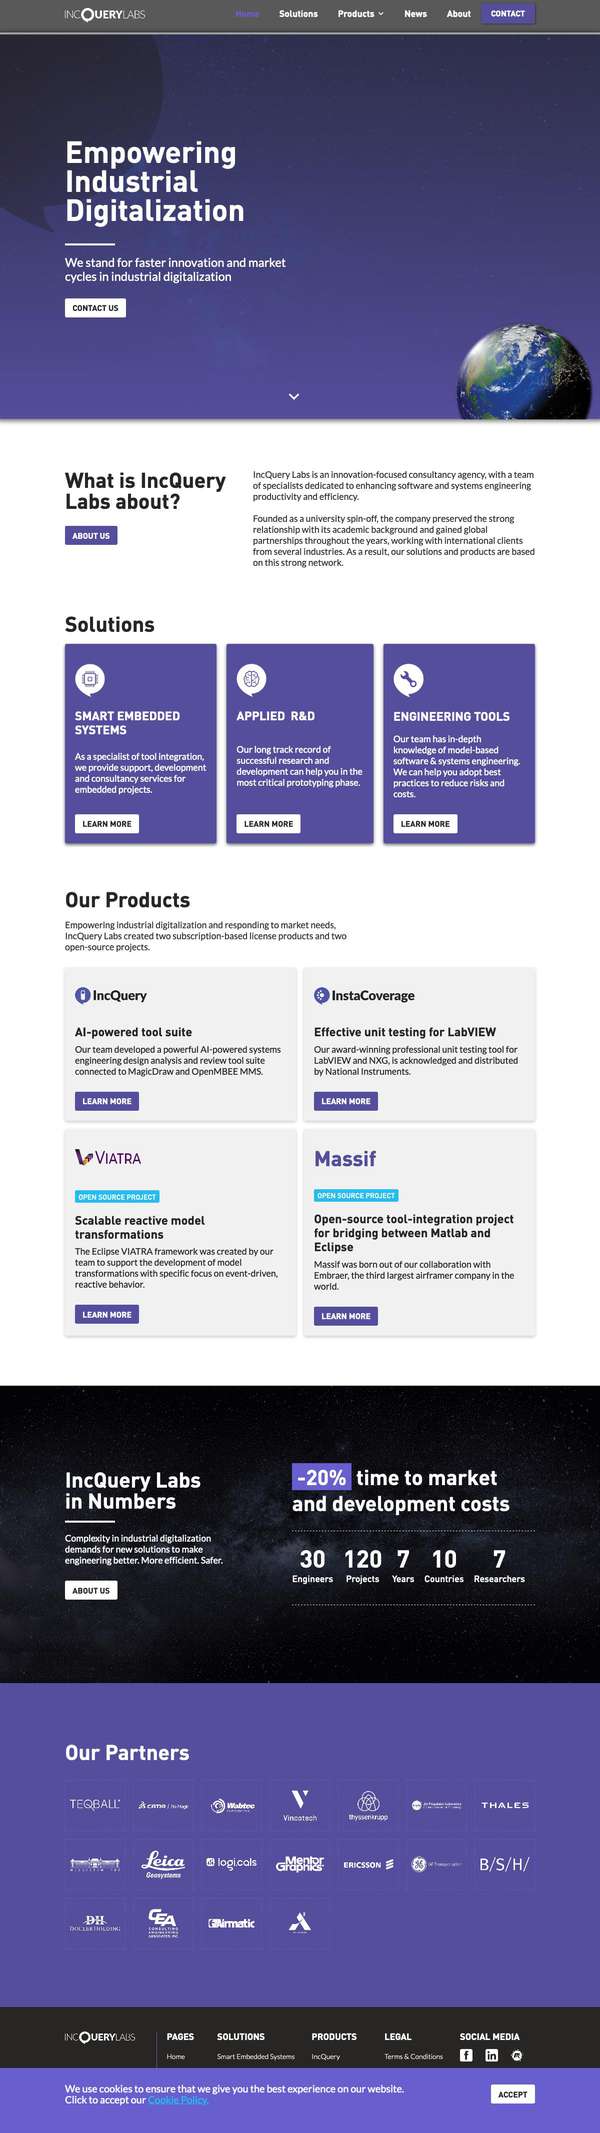 INCQUERYLABS
Home Solutions Products News About CONTACT
Empowering
Industrial
Digitalization
We stand for faster innovation and market
cycles in industrial digitalization
CONTACT US
What is IncQuery
Labs about?
ABOUT US
IncQuery Labs is an innovation-focused consultancy agency, with a team
of specialists dedicated to enhancing software and systems engineering
productivity and efficiency.
Founded as a university spin-off, the company preserved the strong
relationship with its academic background and gained global
partnerships throughout the years, working with international clients
from several industries. As a result, our solutions and products are based
on this strong network.
Solutions
SMART EMBEDDED
SYSTEMS
As a specialist of tool Integration,
we provide support, development
and consultancy services for
embedded projects.
LEARN MORE
APPLIED R&D
Our long track record of
successful research and
development can help you in the
most critical prototyping phase.
LEARN MORE
ENGINEERING TOOLS
Our team has in-depth
knowledge of model-based
software & systems engineering.
We can help you adopt best
practices to reduce risks and
costs.
LEARN MORE
Our Products
Empowering industrial digitalization and responding to market needs,
IncQuery Labs created two subscription-based license products and two
open-source projects.
IncQuery
AI-powered tool suite
Our team developed a powerful AI-powered systems
engineering design analysis and review tool suite
connected to MagicDraw and OpenMBEE MMS.
LEARN MORE
InstaCoverage
Effective unit testing for LabVIEW
Our award-winning professional unit testing tool for
LabVIEW and NXG, is acknowledged and distributed
by National Instruments.
LEARN MORE
VIATRA
OPEN SOURCE PROJECT
Scalable reactive model
transformations
The Eclipse VIATRA framework was created by our
team to support the development of model
transformations with specific focus on event-driven,
reactive behavior.
LEARN MORE
Massif
OPEN SOURCE PROJECT
Open-source tool-integration project
for bridging between Matlab and
Eclipse
Massif was born out of our collaboration with
Embraer, the third largest airframer company in the
world.
LEARN MORE
IncQuery Labs
in Numbers
Complexity in industrial digitalization
demands for new solutions to make
engineering better. More efficient. Safer.
ABOUT US
-20% time to market
and development costs
30 120 7 10 7
Engineers Projects Years Countries Researchers
Our Partners
TEQBALL
Wabtec
Vincotech
thyssenkrupp
THALES
Leica
Geosystems
logi.cals
Mentor
Graphics
ERICSSON
B/S/H/
DH
DOCLERHOLDING
CEA
CONSULTING
ENGINEERING
ASSOCIATES, INC.
Airmatic
INCQUERYLABS
PAGES SOLUTIONS PRODUCTS LEGAL SOCIAL MEDIA
Home Smart Embedded Systems IncQuery Terms & Conditions
We use cookies to ensure that we give you the best experience on our website.
Click to accept our Cookie Policy.
ACCEPT